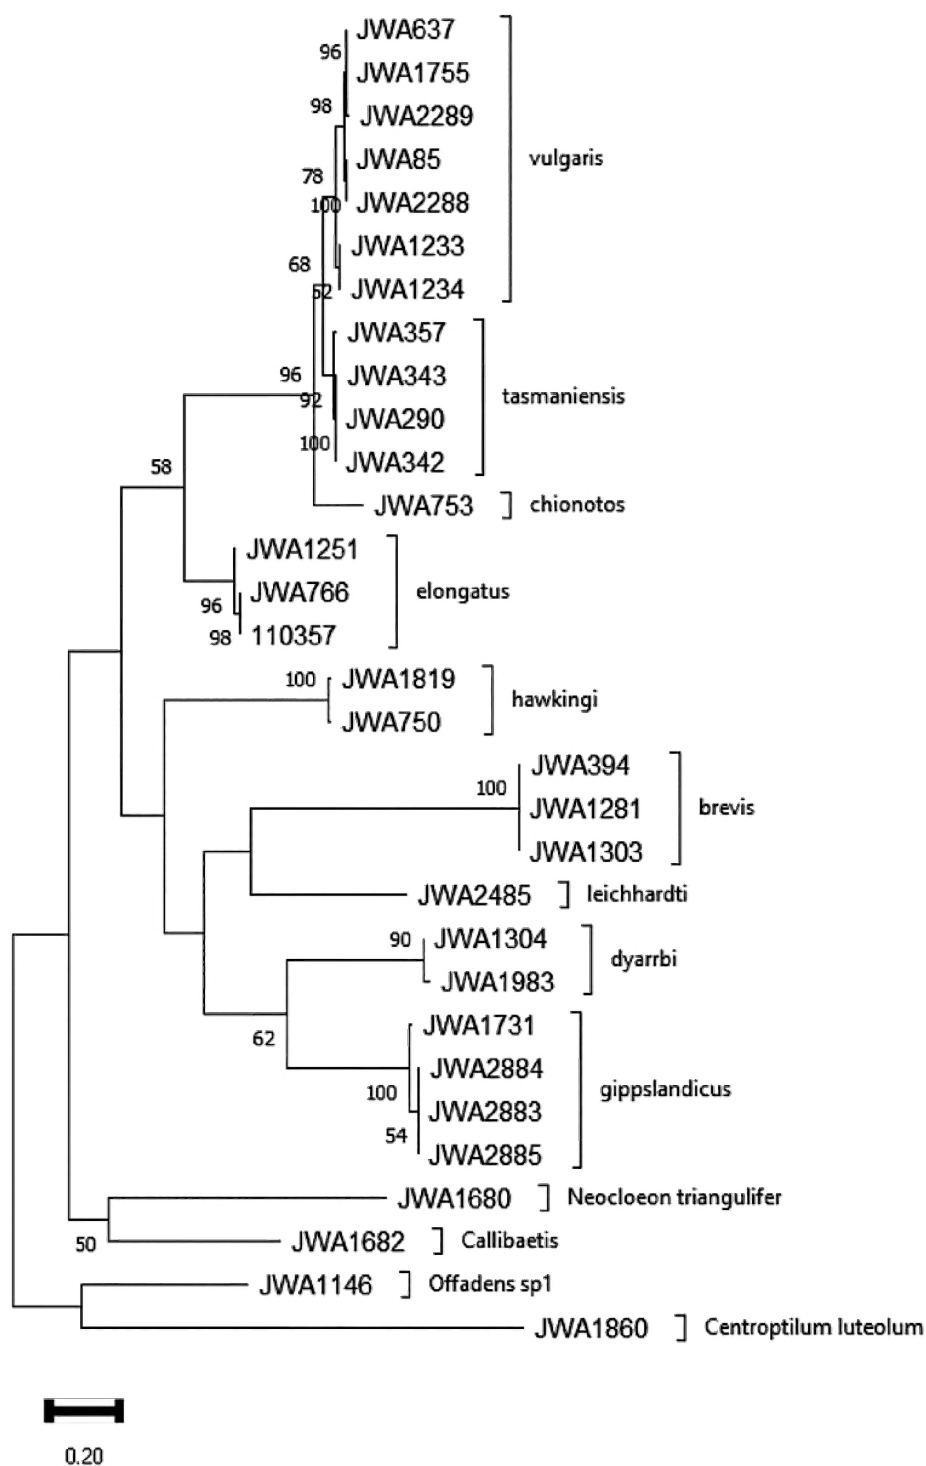 JWA637
96
JWA1755
98
JWA2289
vulgaris
JWA85
78
JWA2288
100
JWA1233
68
JWA1234
52
JWA357
JWA343
96
tasmaniensis
92
JWA290
100
JWA342
58
JWA753
chionotos
JWA1251
JWA766
elongatus
96
110357
98
100
JWA1819
hawkingi
JWA750
JWA394
100
JWA1281
brevis
JWA1303
JWA2485
leichhardti
90
JWA1304
dyarrbi
JWA1983
JWA1731
62
JWA2884
gippslandicus
100
JWA2883
54
JWA2885
JWA1680
Neocloeon triangulifer
50
JWA1682
Callibaetis
JWA1146
Offadens sp1
JWA1860
Centroptilum luteolum
0.20